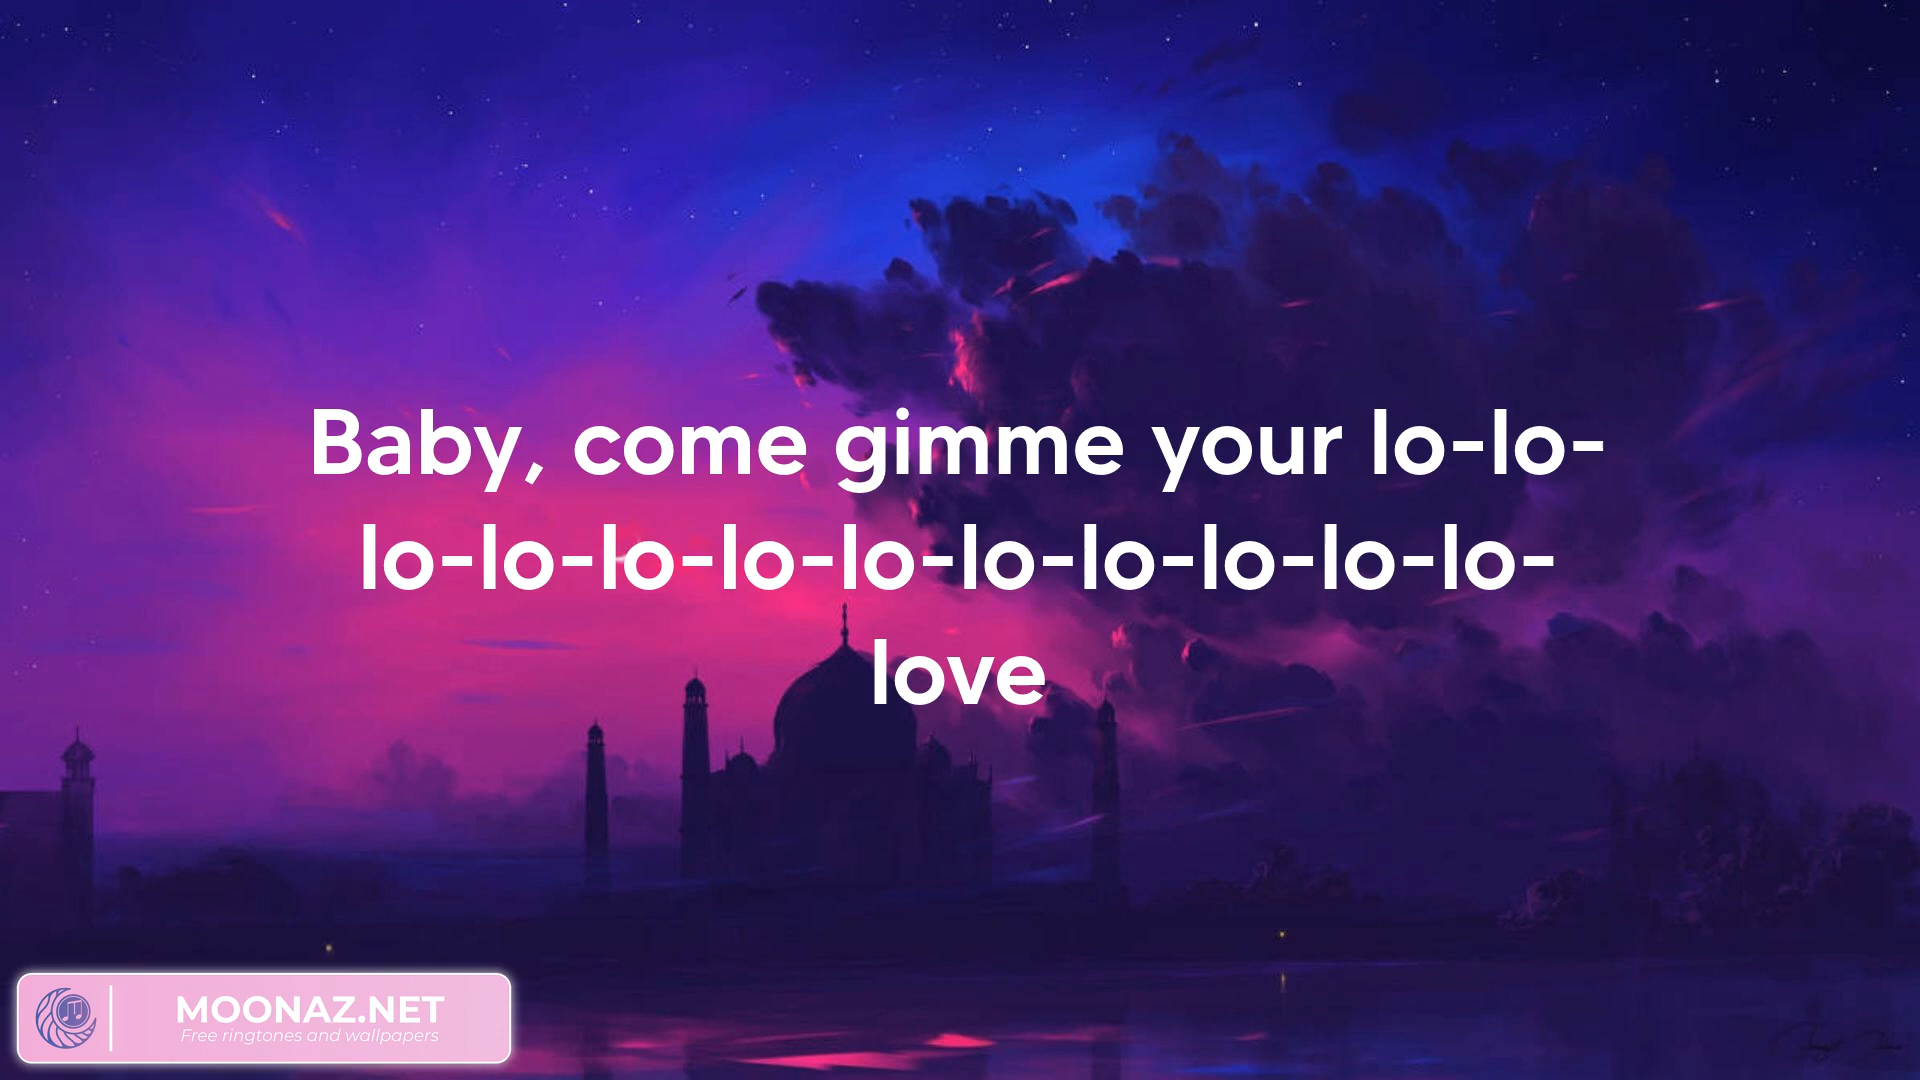 Baby, come gimme your lo-lo-
lo-lo-lo-lo-lo-lo-lo-lo-lo-lo-
love
MOONAZ.NET
Free ringtones and wallpapers